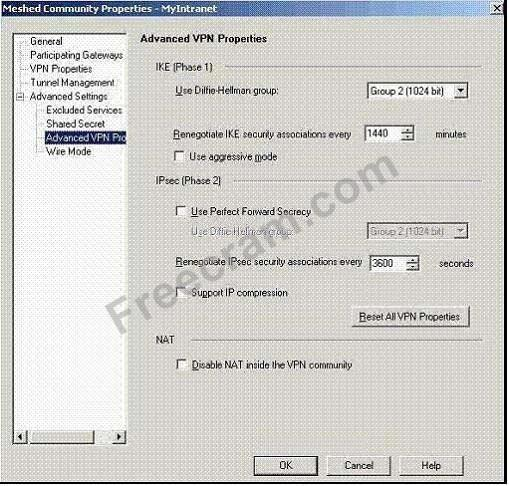 Meshed Community Properties - MyIntranet
General
Participating Gateways
VPN Properties
Tunnel Management
Advanced Settings
Excluded Services
Shared Secret
Advanced VPN Pro
Wire Mode
Advanced VPN Properties
IKE (Phase 1)
Use Diffie-Hellman group: Group 2 (1024 bit)
Renegotiate IKE security associations every 1440 minutes
Use aggressive mode
IPsec (Phase 2)
Use Perfect Forward Secrecy
Use Diffie-Hellman group: Group 2 (1024 bit)
Renegotiate IPsec security associations every 3600 seconds
Support IP compression
Reset All VPN Properties
NAT
Disable NAT inside the VPN community
OK Cancel Help
Freecram.com